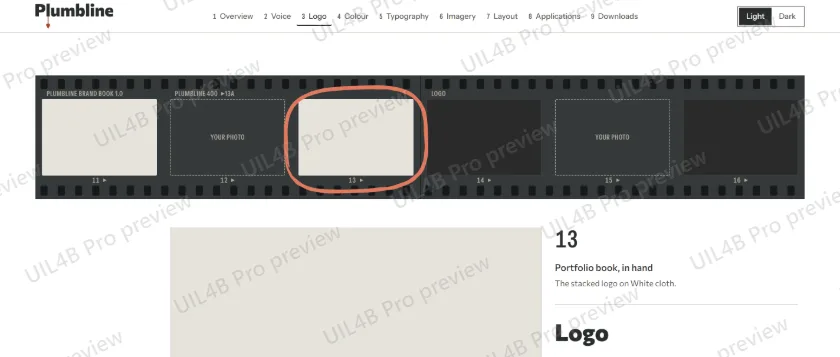 Plumbline
1 Overview 2 Voice 3 Logo 4 Colour 5 Typography 6 Imagery 7 Layout 8 Applications 9 Downloads
Light Dark
PLUMBLINE BRAND BOOK 1.0 PLUMBLINE 400 ▸13A LOGO
YOUR PHOTO YOUR PHOTO
11 ▸ 12 ▸ 13 ▸ 14 ▸ 15 ▸ 16 ▸
13
Portfolio book, in hand
The stacked logo on White cloth.
Logo
UIL4B Pro preview